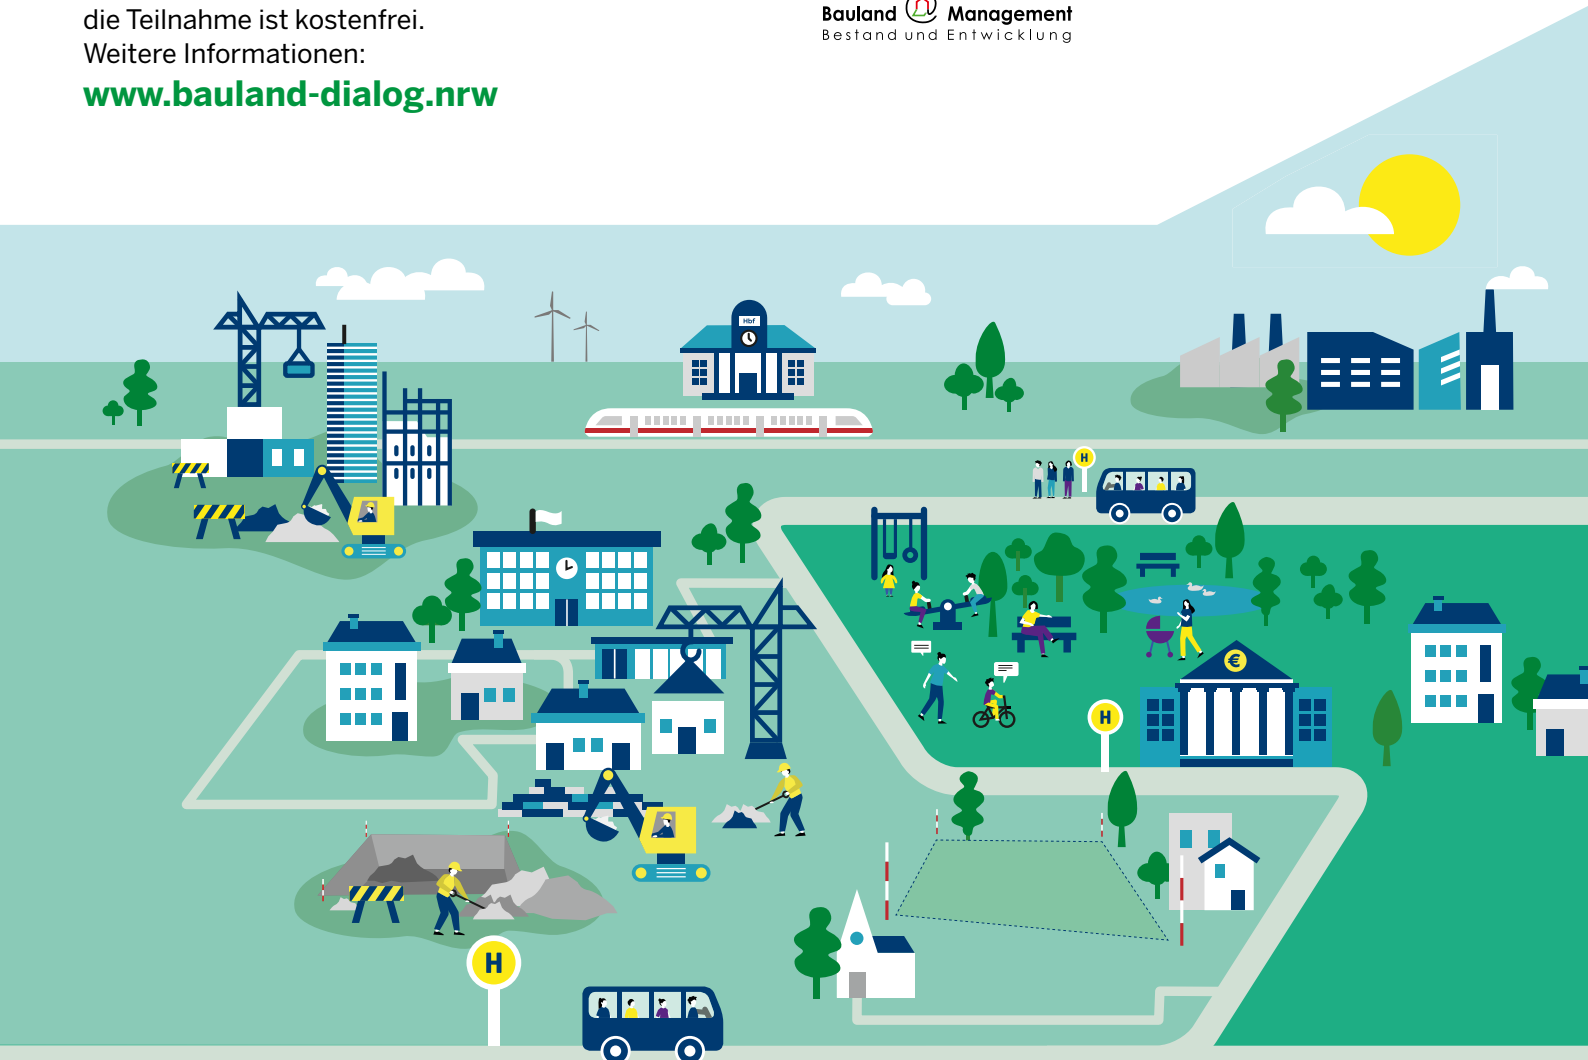 die Teilnahme ist kostenfrei.
Weitere Informationen:
www.bauland-dialog.nrw
Bauland Management
Bestand und Entwicklung
Hbf
H
€
H
H